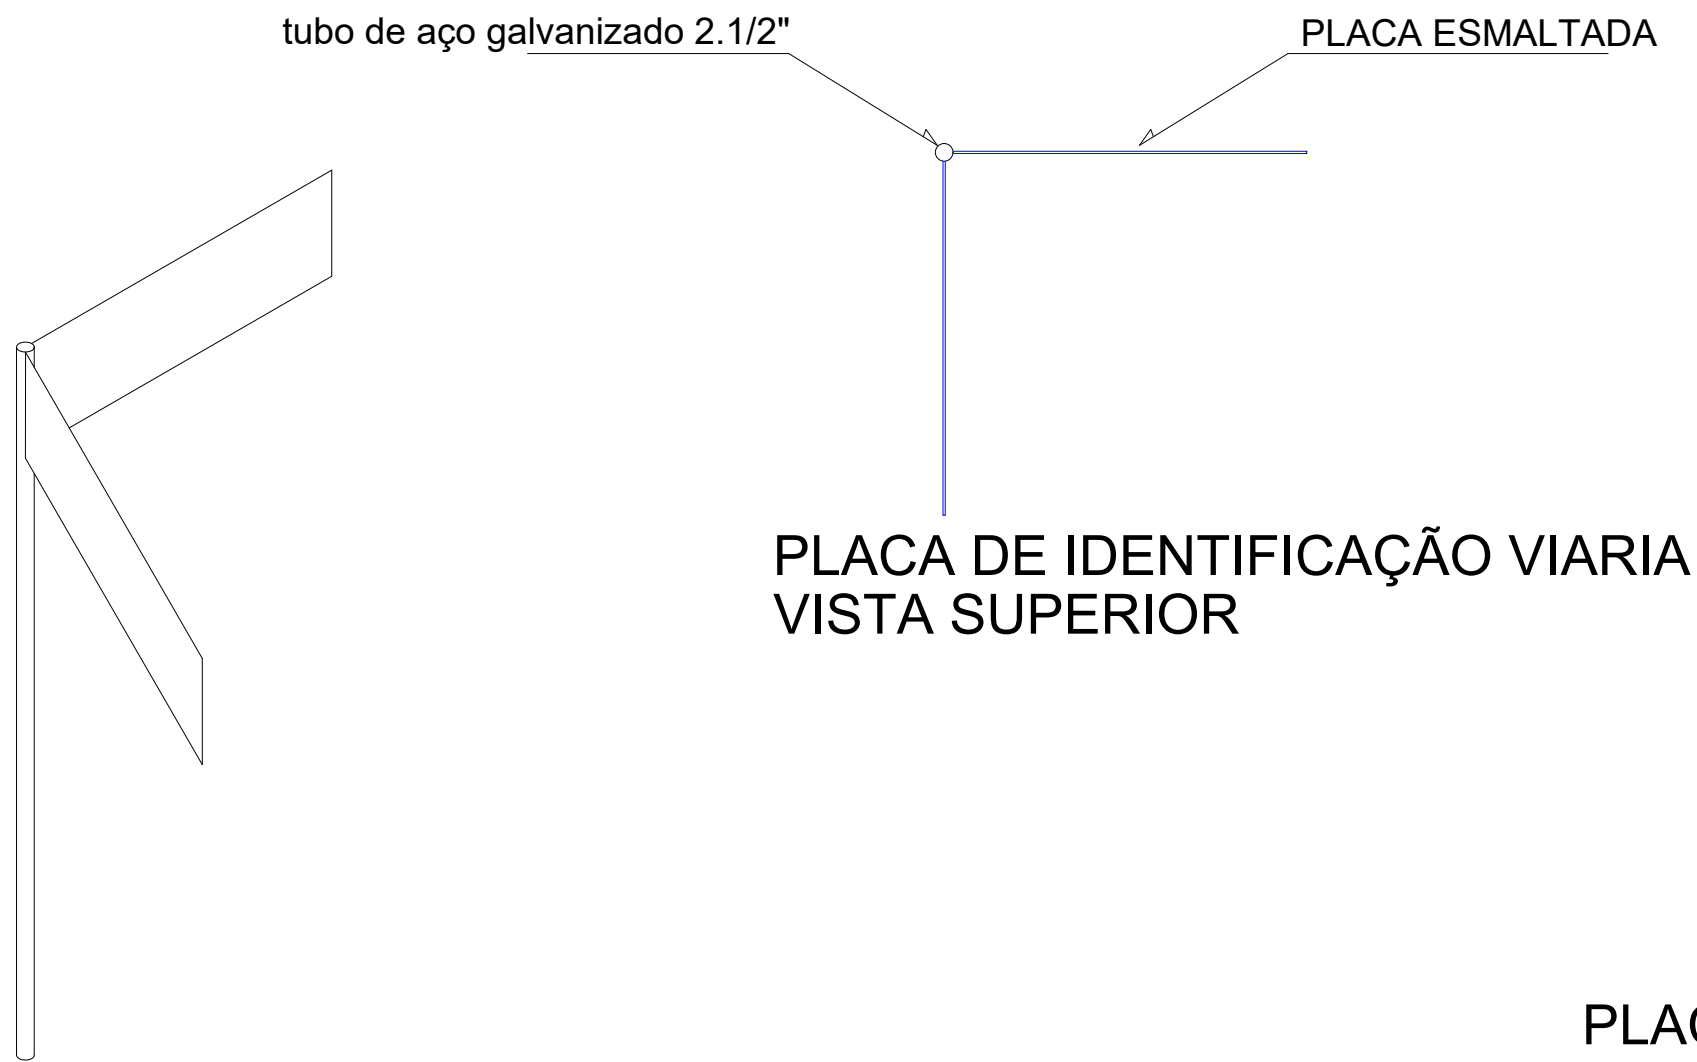 tubo de aço galvanizado 2.1/2"
PLACA ESMALTADA
PLACA DE IDENTIFICAÇÃO VIARIA
VISTA SUPERIOR